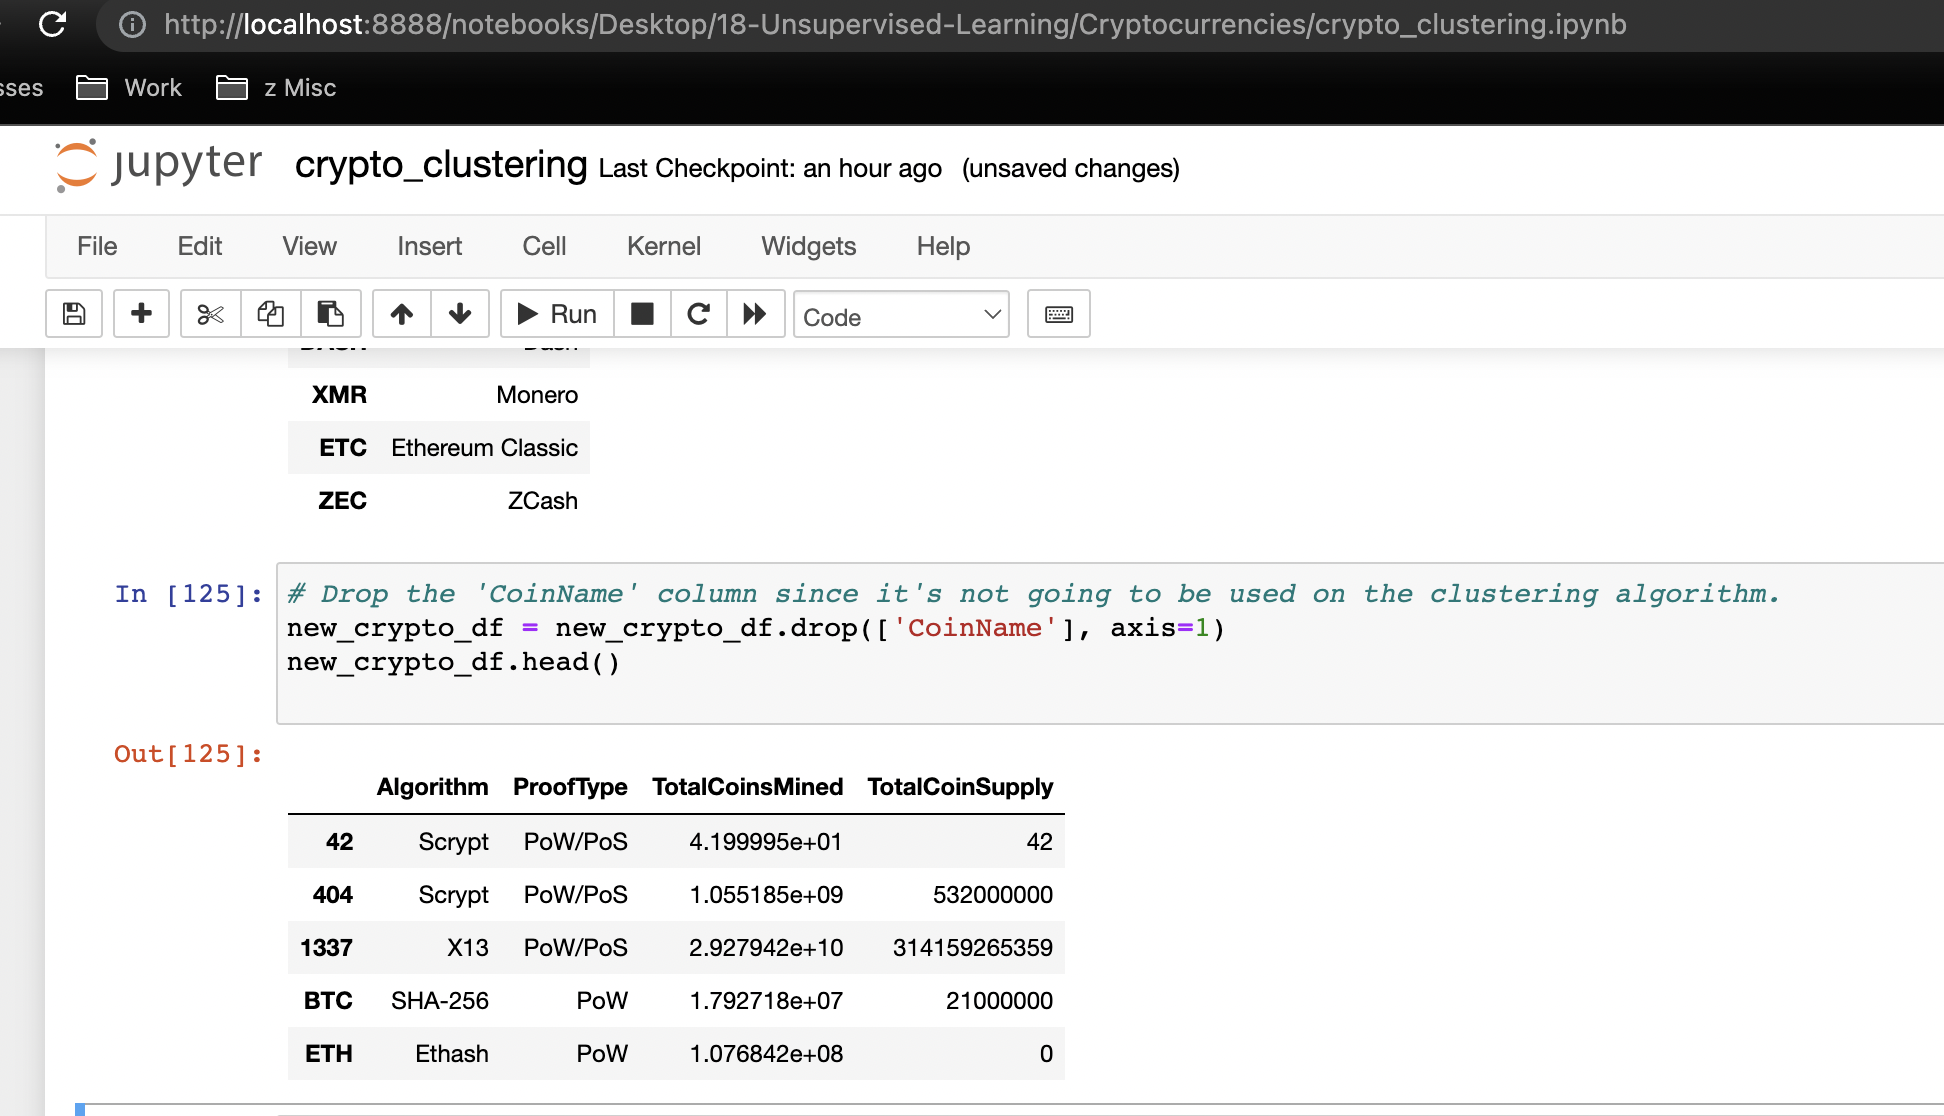 http://localhost:8888/notebooks/Desktop/18-Unsupervised-Learning/Cryptocurrencies/crypto_clustering.ipynb
Work z Misc
jupyter crypto_clustering Last Checkpoint: an hour ago (unsaved changes)
File Edit View Insert Cell Kernel Widgets Help
Run Code
XMR Monero
ETC Ethereum Classic
ZEC ZCash
In [125]: # Drop the 'CoinName' column since it's not going to be used on the clustering algorithm.
new_crypto_df = new_crypto_df.drop(['CoinName'], axis=1)
new_crypto_df.head()
Out[125]:
Algorithm ProofType TotalCoinsMined TotalCoinSupply
42 Scrypt PoW/PoS 4.199995e+01 42
404 Scrypt PoW/PoS 1.055185e+09 532000000
1337 X13 PoW/PoS 2.927942e+10 314159265359
BTC SHA-256 PoW 1.792718e+07 21000000
ETH Ethash PoW 1.076842e+08 0